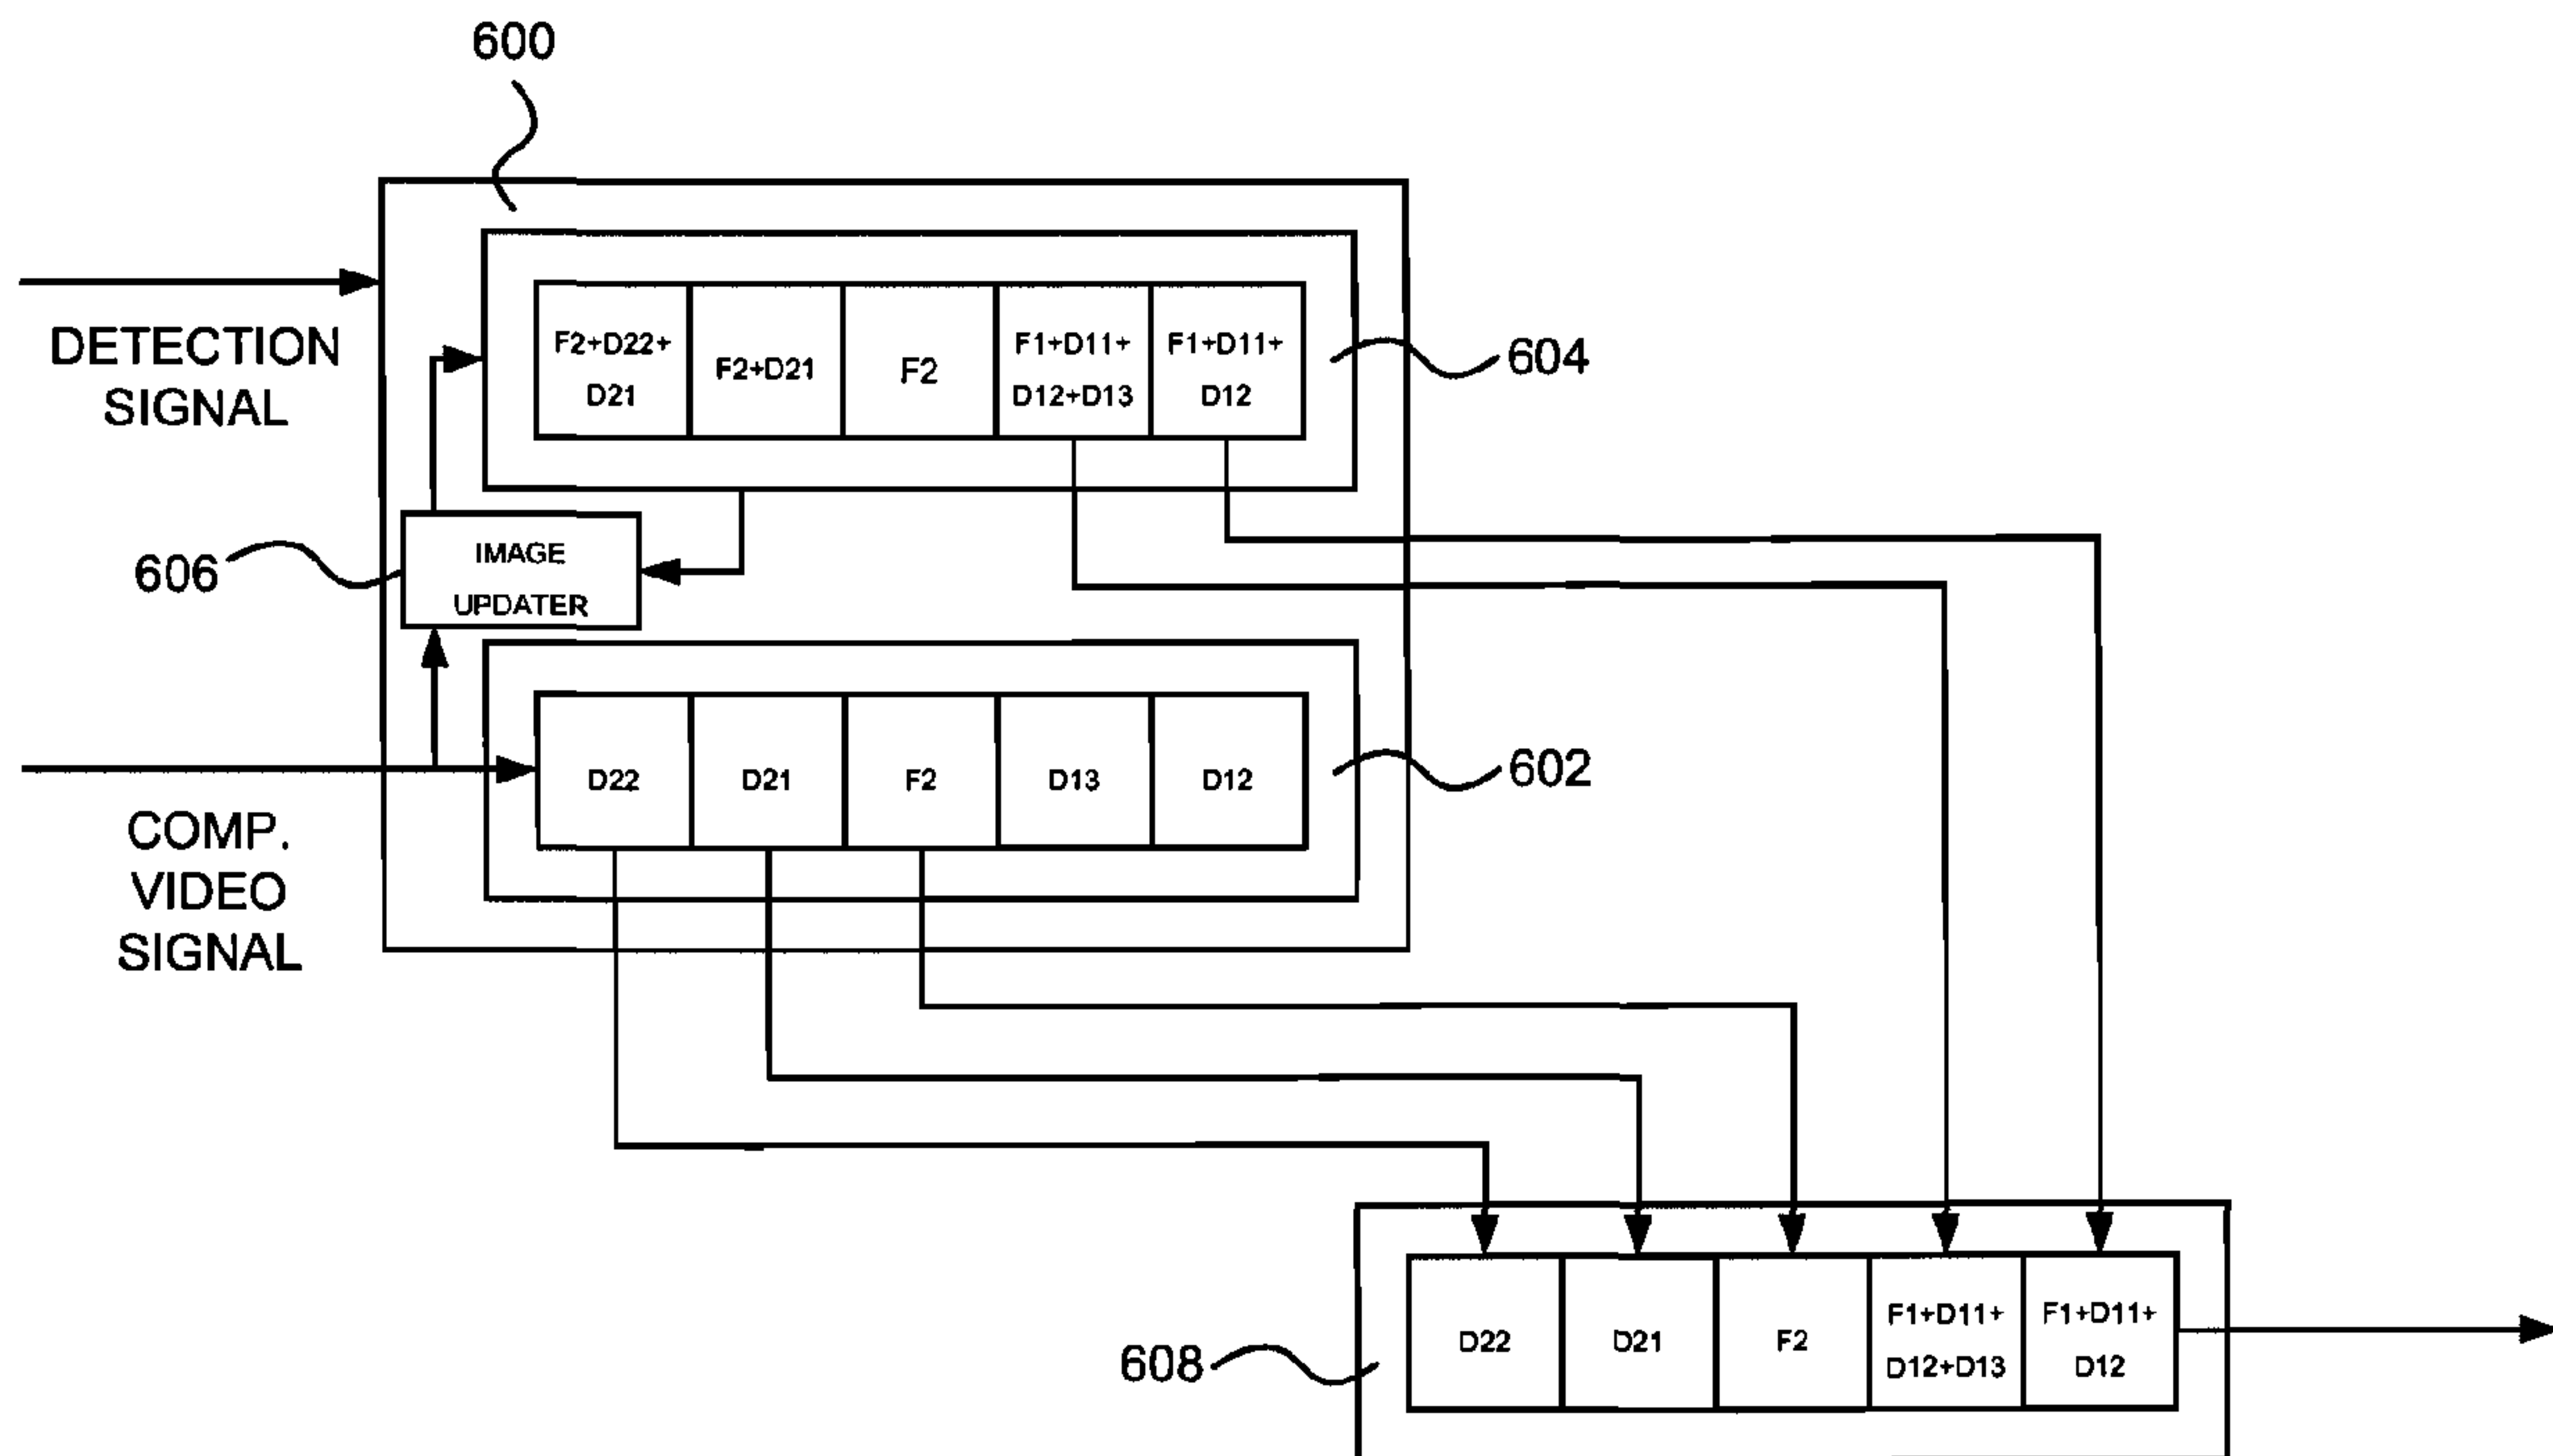 600
DETECTION
SIGNAL
F2+D22+
D21
F2+D21
F2
F1+D11+
D12+D13
F1+D11+
D12
604
606
IMAGE
UPDATER
COMP.
VIDEO
SIGNAL
D22
D21
F2
D13
D12
602
608
D22
D21
F2
F1+D11+
D12+D13
F1+D11+
D12